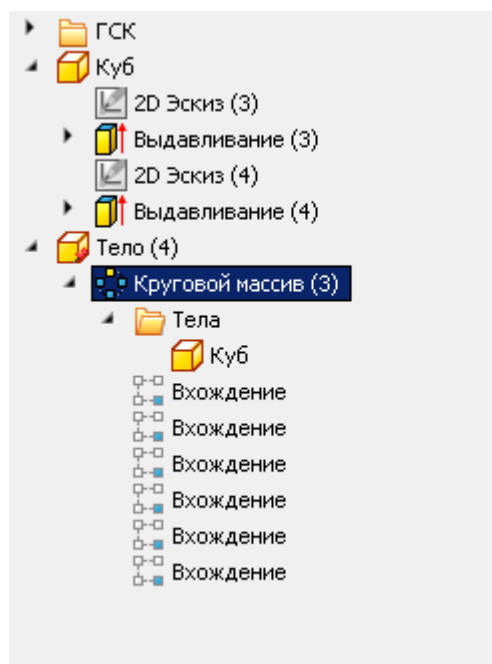 ГСК
Куб
2D Эскиз (3)
Выдавливание (3)
2D Эскиз (4)
Выдавливание (4)
Тело (4)
Круговой массив (3)
Тела
Куб
Вхождение
Вхождение
Вхождение
Вхождение
Вхождение
Вхождение